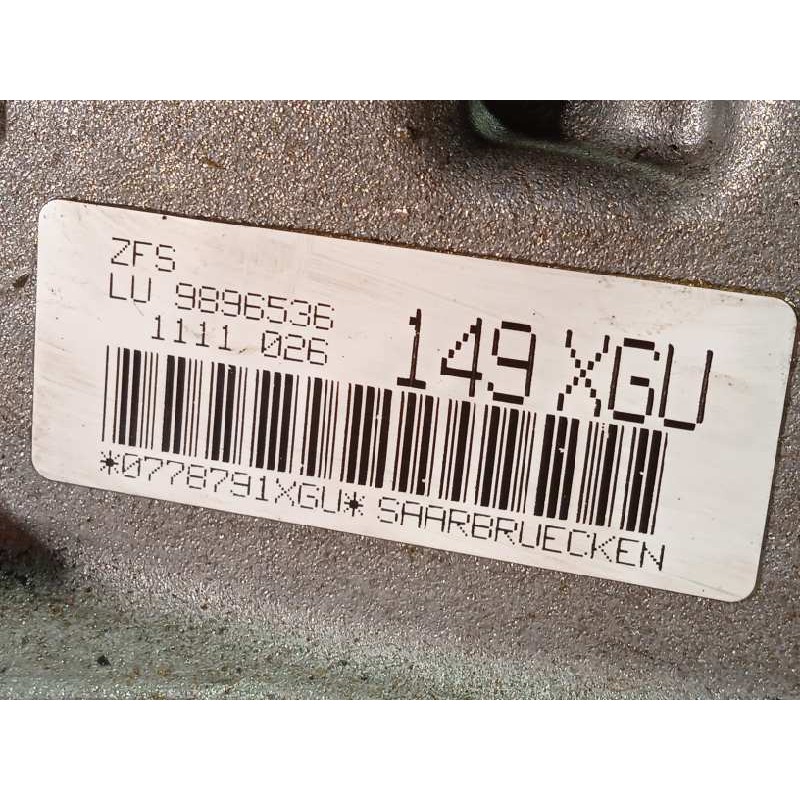 ZFS
LU 9896536
1111 026
149 XGU
*0778791XGU* SAARBRUECKEN